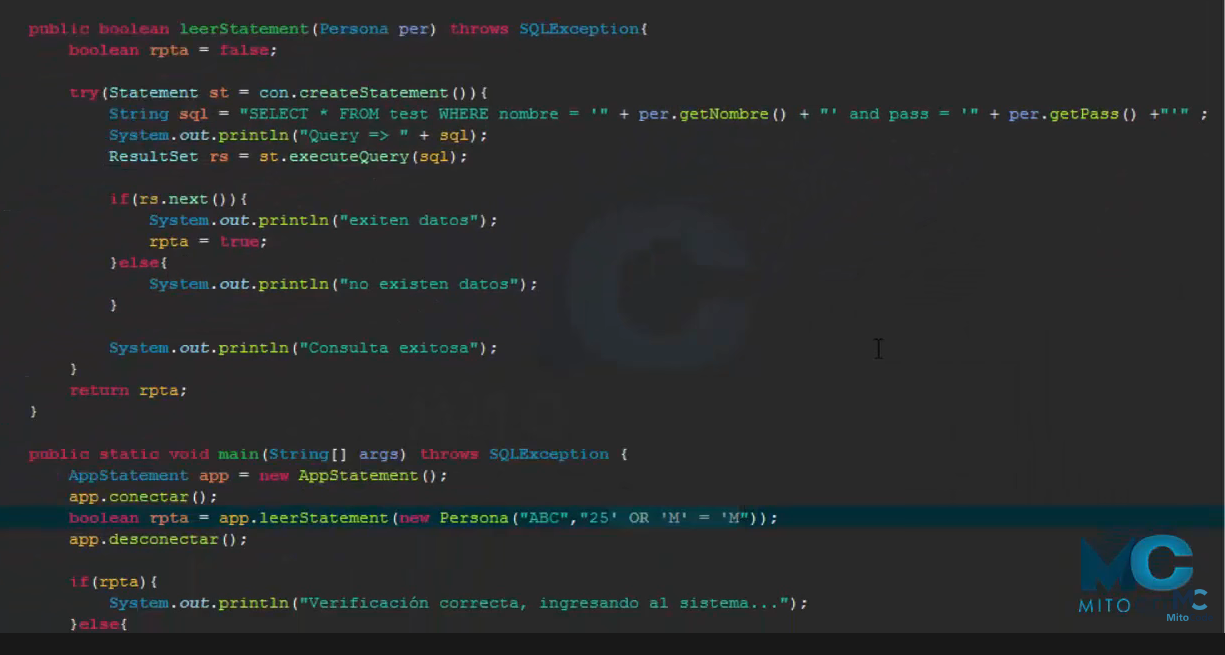 public boolean leerStatement(Persona per) throws SQLException{
boolean rpta = false;
try(Statement st = con.createStatement()){
String sql = "SELECT * FROM test WHERE nombre = '" + per.getNombre() + "' and pass = '" + per.getPass() +"'" ;
System.out.println("Query => " + sql);
ResultSet rs = st.executeQuery(sql);
if(rs.next()){
System.out.println("exiten datos");
rpta = true;
}else{
System.out.println("no existen datos");
}
System.out.println("Consulta exitosa");
}
return rpta;
}
public static void main(String[] args) throws SQLException {
AppStatement app = new AppStatement();
app.conectar();
boolean rpta = app.leerStatement(new Persona("ABC","25' OR 'M' = 'M"));
app.desconectar();
if(rpta){
System.out.println("Verificación correcta, ingresando al sistema...");
}else{
MC
MITO
Mito